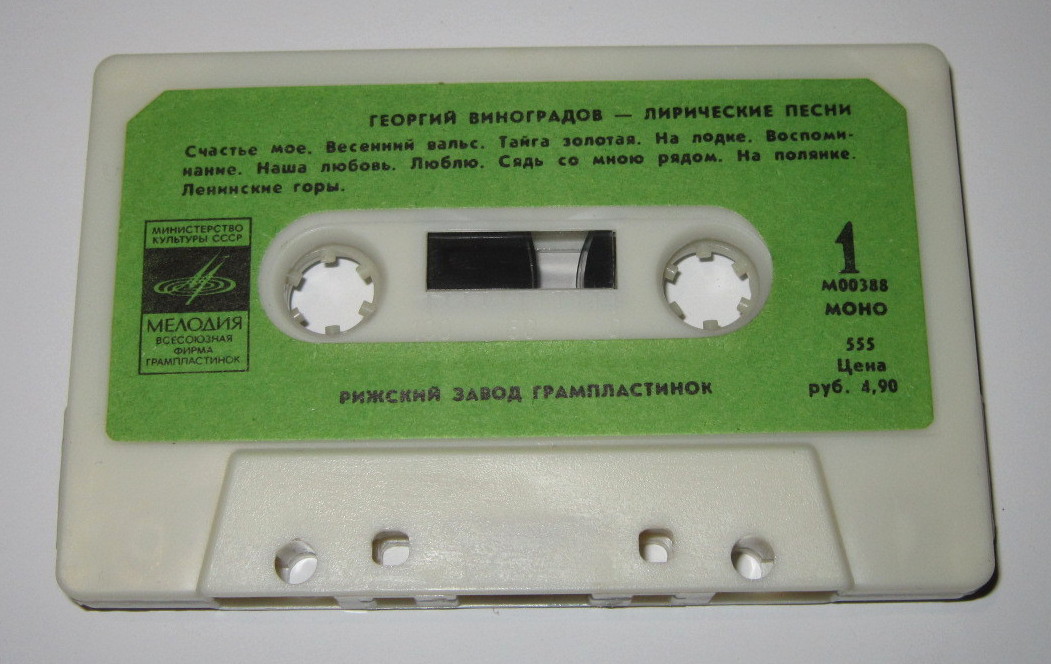 ГЕОРГИЙ ВИНОГРАДОВ — ЛИРИЧЕСКИЕ ПЕСНИ
Счастье мое. Весенний вальс. Тайга золотая. На лодке. Воспоми-
нание. Наша любовь. Люблю. Сядь со мною рядом. На полянке.
Ленинские горы.
МИНИСТЕРСТВО
КУЛЬТУРЫ СССР
МЕЛОДИЯ
ВСЕСОЮЗНАЯ
ФИРМА
ГРАМПЛАСТИНОК
1
М00388
МОНО
555
Цена
руб. 4,90
РИЖСКИЙ ЗАВОД ГРАМПЛАСТИНОК